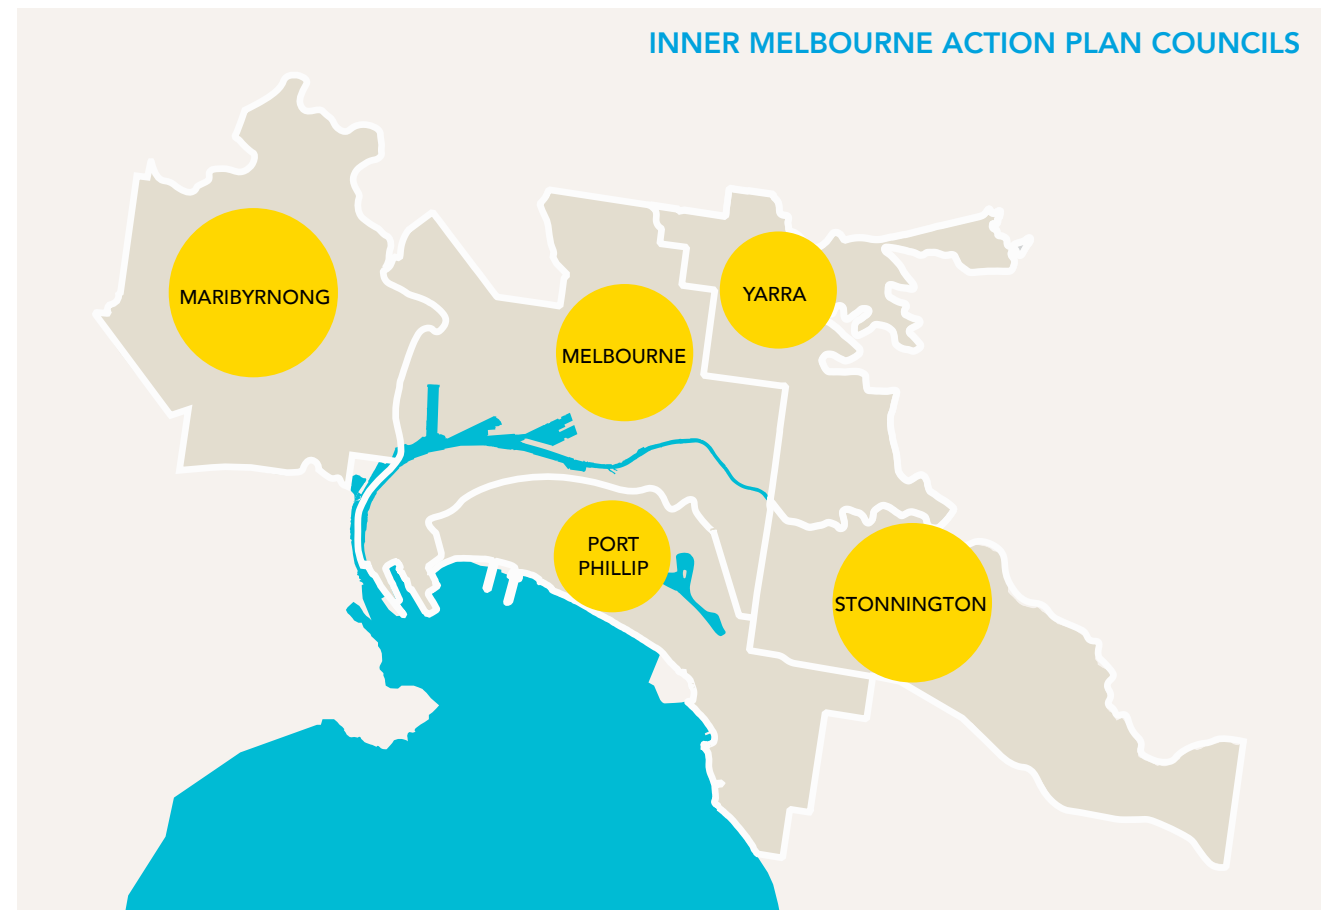 INNER MELBOURNE ACTION PLAN COUNCILS
MARIBYRNONG
YARRA
MELBOURNE
PORT
PHILLIP
STONNINGTON